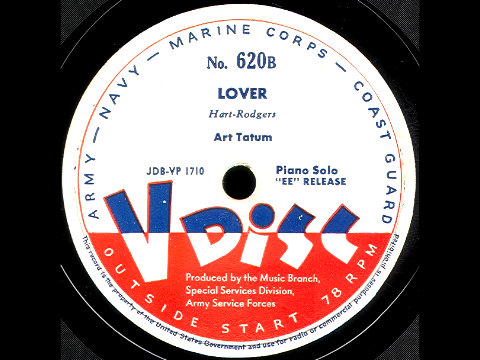 ARMY — NAVY — MARINE CORPS — COAST GUARD
No. 620B
LOVER
Hart-Rodgers
Art Tatum
JDB-VP 1710
Piano Solo
"EE" RELEASE
V DISC
Produced by the Music Branch,
Special Services Division,
Army Service Forces
OUTSIDE START 78 RPM
This record is the property of the United States Government and use for radio or commercial purposes is prohibited